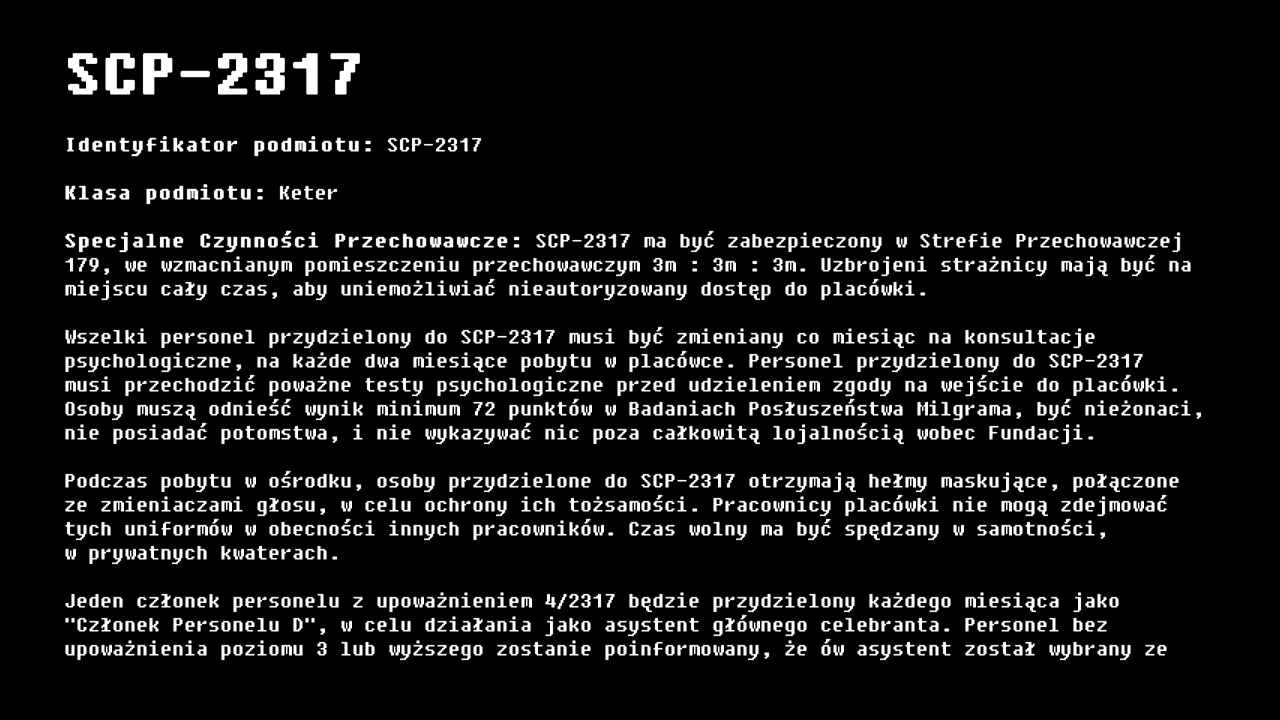 SCP-2317
Identyfikator podmiotu: SCP-2317
Klasa podmiotu: Keter
Specjalne Czynności Przechowawcze: SCP-2317 ma być zabezpieczony w Strefie Przechowawczej
179, we wzmacnianym pomieszczeniu przechowawczym 3m : 3m : 3m. Uzbrojeni strażnicy mają być na
miejscu cały czas, aby uniemożliwiać nieautoryzowany dostęp do placówki.
Wszelki personel przydzielony do SCP-2317 musi być zmieniany co miesiąc na konsultacje
psychologiczne, na każde dwa miesiące pobytu w placówce. Personel przydzielony do SCP-2317
musi przechodzić poważne testy psychologiczne przed udzieleniem zgody na wejście do placówki.
Osoby muszą odnieść wynik minimum 72 punktów w Badaniach Posłuszeństwa Milgrama, być nieżonaci,
nie posiadać potomstwa, i nie wykazywać nic poza całkowitą lojalnością wobec Fundacji.
Podczas pobytu w ośrodku, osoby przydzielone do SCP-2317 otrzymają hełmy maskujące, połączone
ze zmieniaczami głosu, w celu ochrony ich tożsamości. Pracownicy placówki nie mogą zdejmować
tych uniformów w obecności innych pracowników. Czas wolny ma być spędzany w samotności,
w prywatnych kwaterach.
Jeden członek personelu z upoważnieniem 4/2317 będzie przydzielony każdego miesiąca jako
"Członek Personelu D", w celu działania jako asystent głównego celebranta. Personel bez
upoważnienia poziomu 3 lub wyższego zostanie poinformowany, że ów asystent został wybrany ze